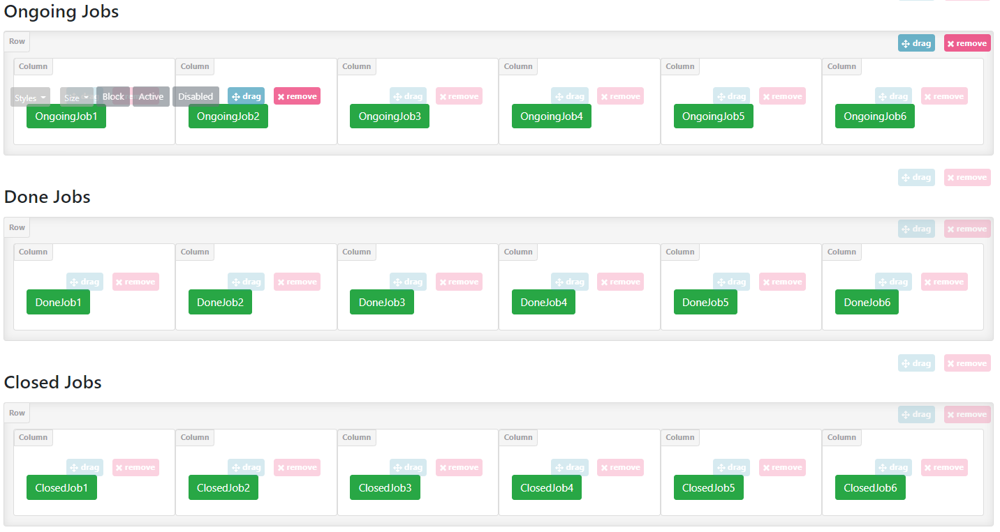 Ongoing Jobs
Row drag remove
Column Column Column Column Column Column
Styles Size drag remove Block Active Disabled drag remove drag remove drag remove drag remove drag remove
OngoingJob1 OngoingJob2 OngoingJob3 OngoingJob4 OngoingJob5 OngoingJob6
drag remove
Done Jobs
Row drag remove
Column Column Column Column Column Column
drag remove drag remove drag remove drag remove drag remove drag remove
DoneJob1 DoneJob2 DoneJob3 DoneJob4 DoneJob5 DoneJob6
drag remove
Closed Jobs
Row drag remove
Column Column Column Column Column Column
drag remove drag remove drag remove drag remove drag remove drag remove
ClosedJob1 ClosedJob2 ClosedJob3 ClosedJob4 ClosedJob5 ClosedJob6